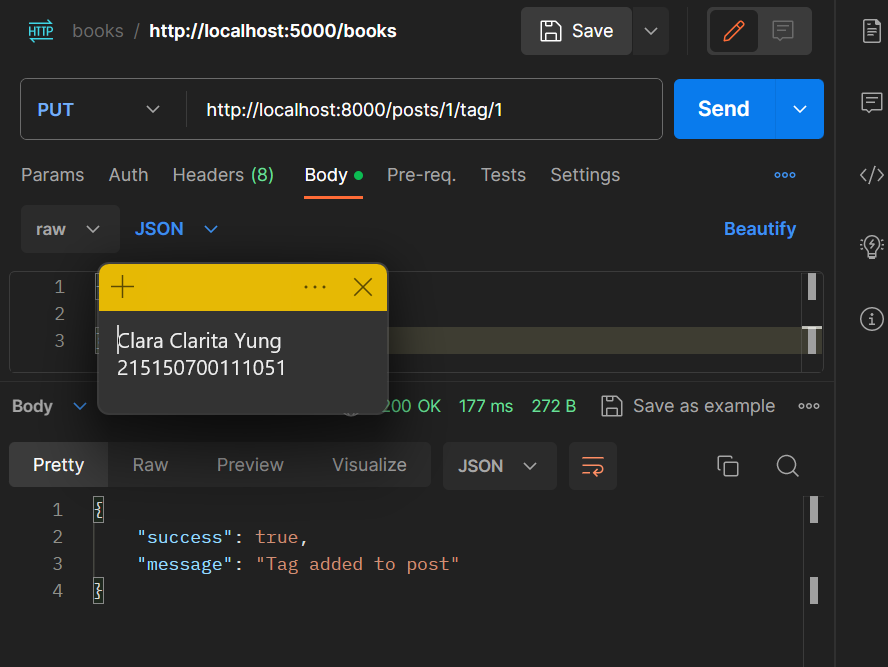 HTTP books / http://localhost:5000/books Save
PUT http://localhost:8000/posts/1/tag/1 Send
Params Auth Headers (8) Body Pre-req. Tests Settings
raw JSON Beautify
1
2
3
Clara Clarita Yung
215150700111051
Body 200 OK 177 ms 272 B Save as example
Pretty Raw Preview Visualize JSON
1 {
2 "success": true,
3 "message": "Tag added to post"
4 }